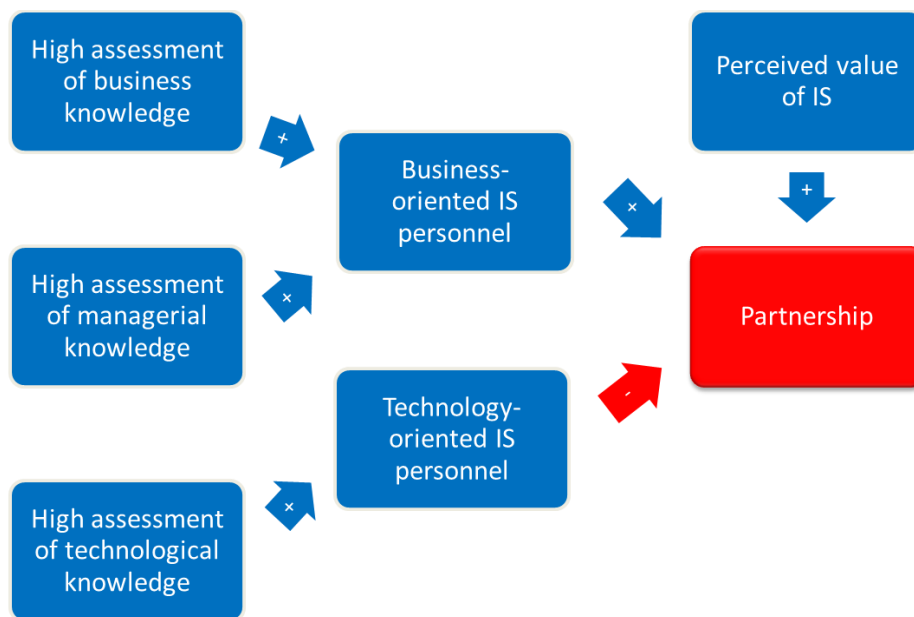 High assessment
of business
knowledge
+
Business-
oriented IS
personnel
+
Perceived value
of IS
+
High assessment
of managerial
knowledge
+
Partnership
Technology-
oriented IS
personnel
-
High assessment
of technological
knowledge
+